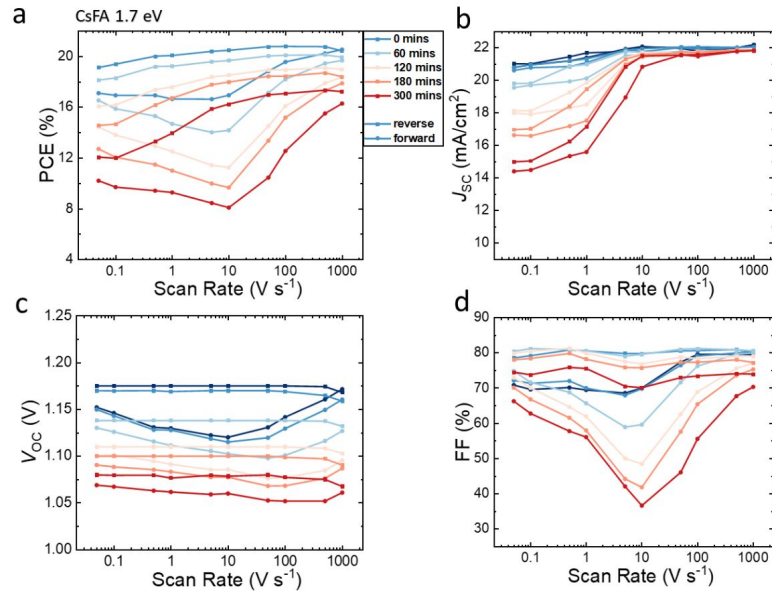 a
CsFA 1.7 eV
20
16
12
8
4
PCE (%)
0.1 1 10 100 1000
Scan Rate (V s⁻¹)
0 mins
60 mins
120 mins
180 mins
300 mins
reverse
forward
b
22
20
18
16
14
12
10
J_SC (mA/cm²)
0.1 1 10 100 1000
Scan Rate (V s⁻¹)
c
1.25
1.20
1.15
1.10
1.05
1.00
V_OC (V)
0.1 1 10 100 1000
Scan Rate (V s⁻¹)
d
90
80
70
60
50
40
30
FF (%)
0.1 1 10 100 1000
Scan Rate (V s⁻¹)